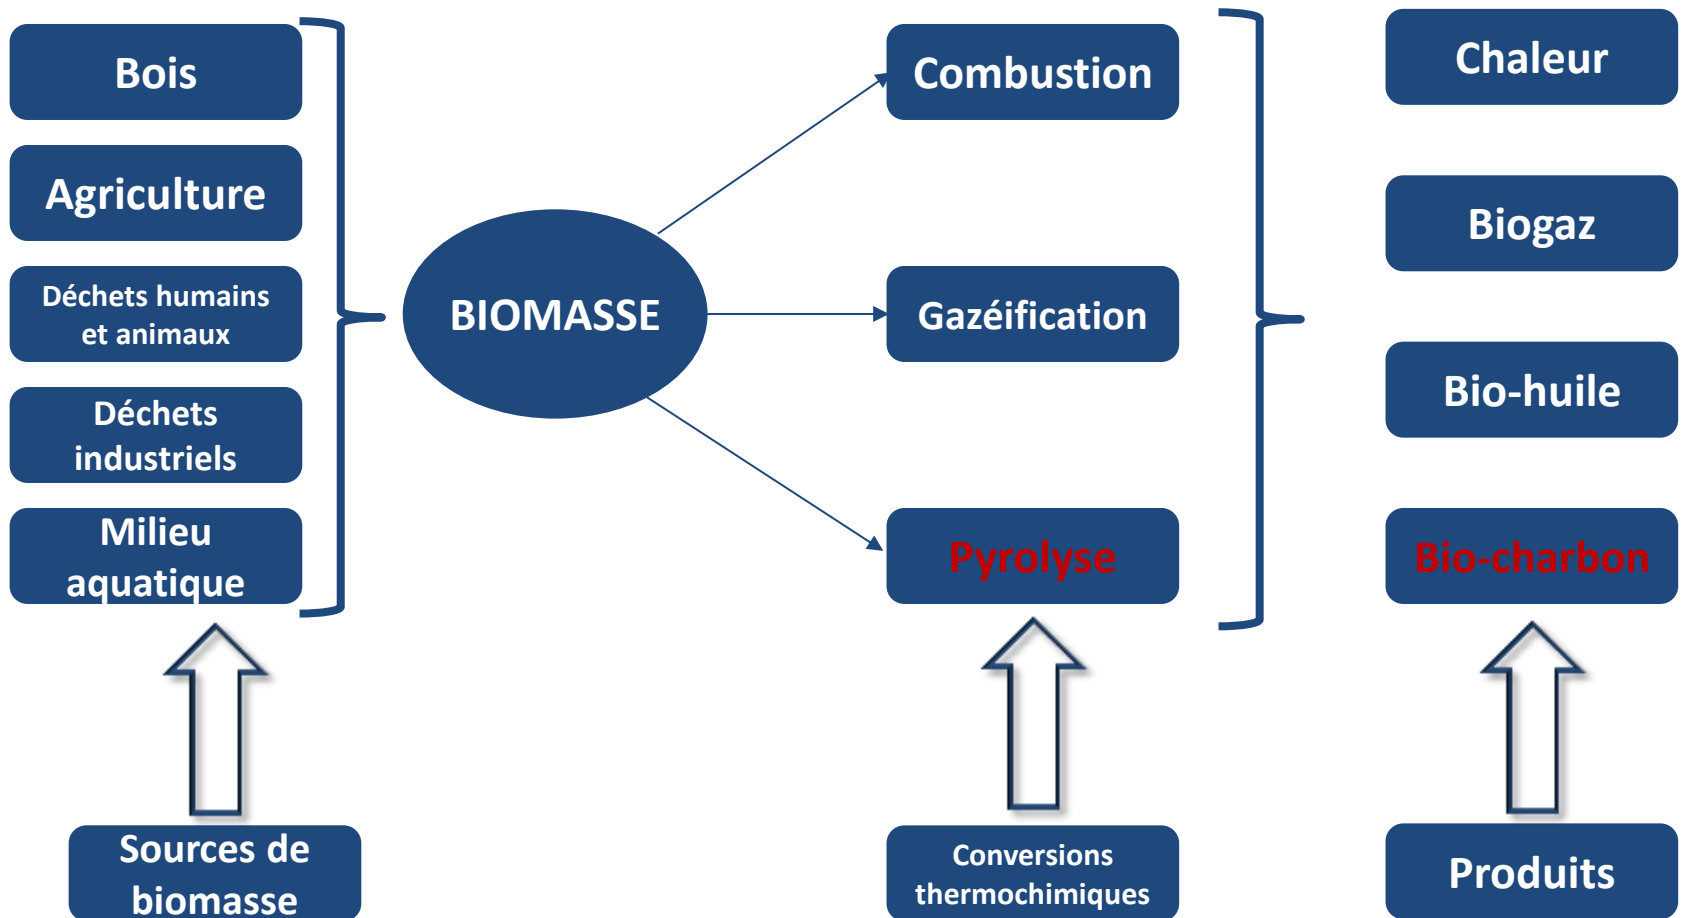 Bois
Agriculture
Déchets humains
et animaux
Déchets
industriels
Milieu
aquatique
Sources de
biomasse
BIOMASSE
Combustion
Gazéification
Pyrolyse
Conversions
thermochimiques
Chaleur
Biogaz
Bio-huile
Bio-charbon
Produits